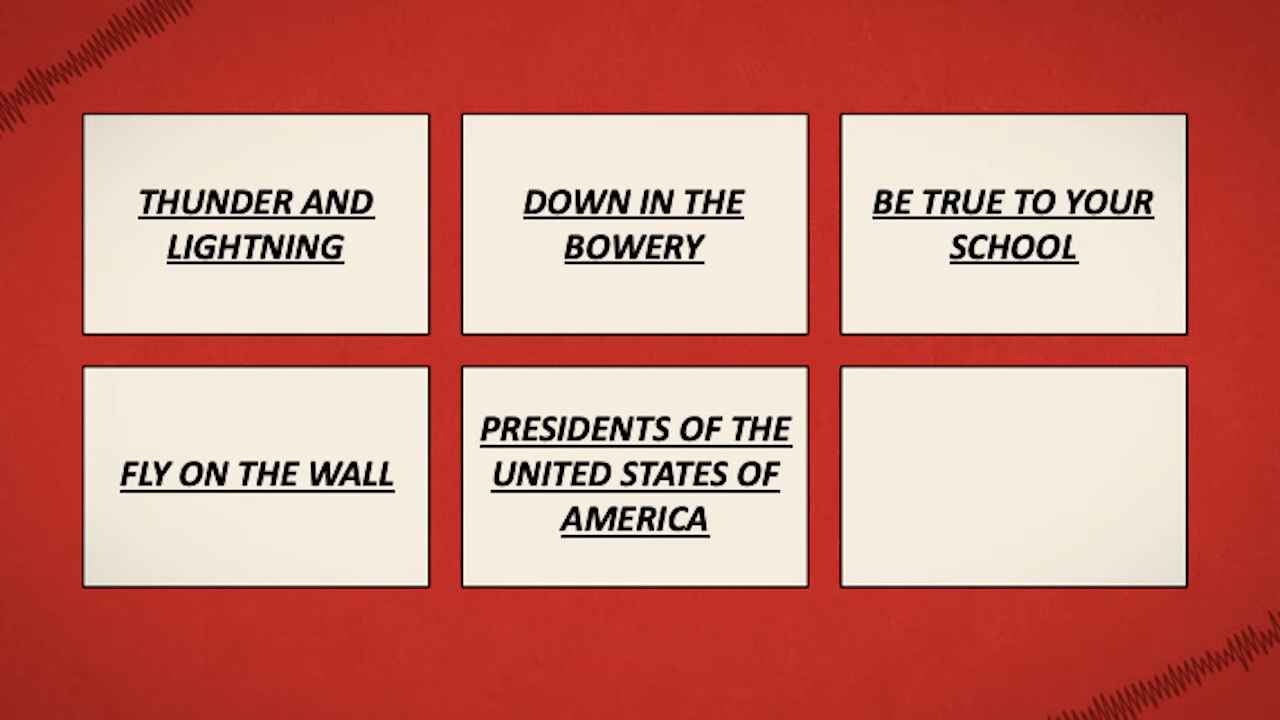 THUNDER AND
LIGHTNING
DOWN IN THE
BOWERY
BE TRUE TO YOUR
SCHOOL
FLY ON THE WALL
PRESIDENTS OF THE
UNITED STATES OF
AMERICA